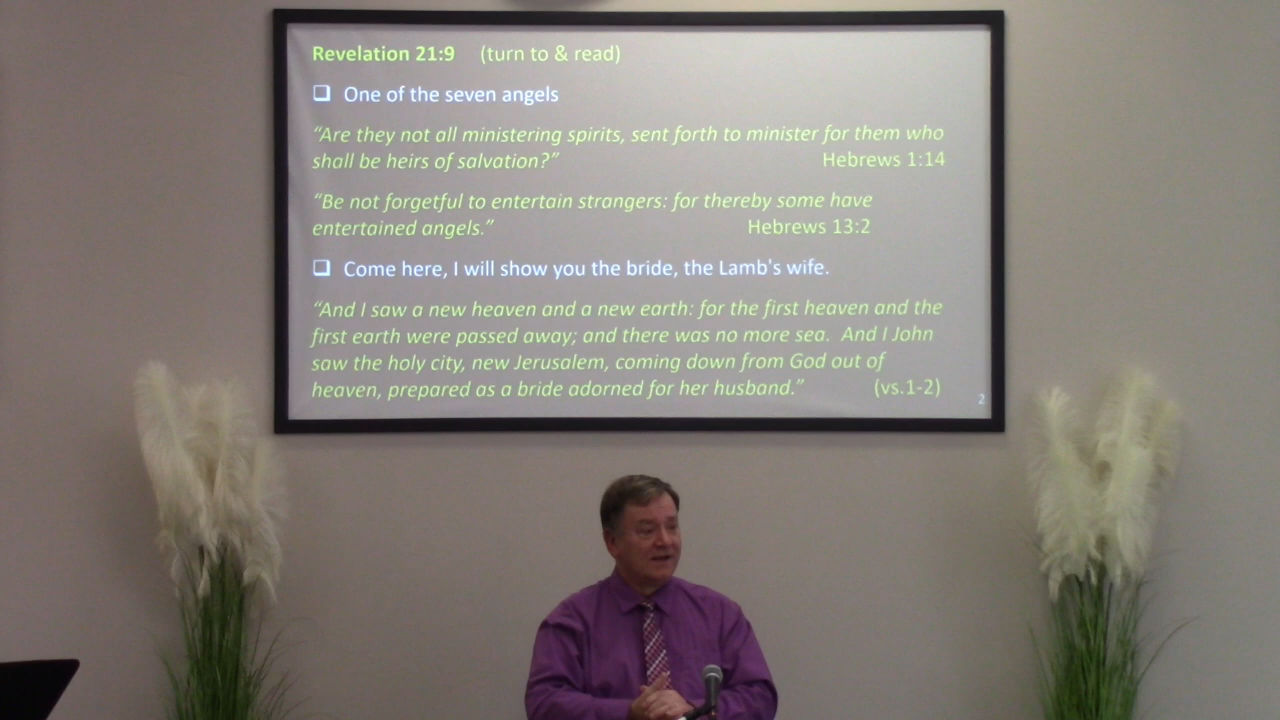 Revelation 21:9 (turn to & read)
❑ One of the seven angels
“Are they not all ministering spirits, sent forth to minister for them who
shall be heirs of salvation?” Hebrews 1:14
“Be not forgetful to entertain strangers: for thereby some have
entertained angels.” Hebrews 13:2
❑ Come here, I will show you the bride, the Lamb's wife.
“And I saw a new heaven and a new earth: for the first heaven and the
first earth were passed away; and there was no more sea. And I John
saw the holy city, new Jerusalem, coming down from God out of
heaven, prepared as a bride adorned for her husband.” (vs.1-2)
2